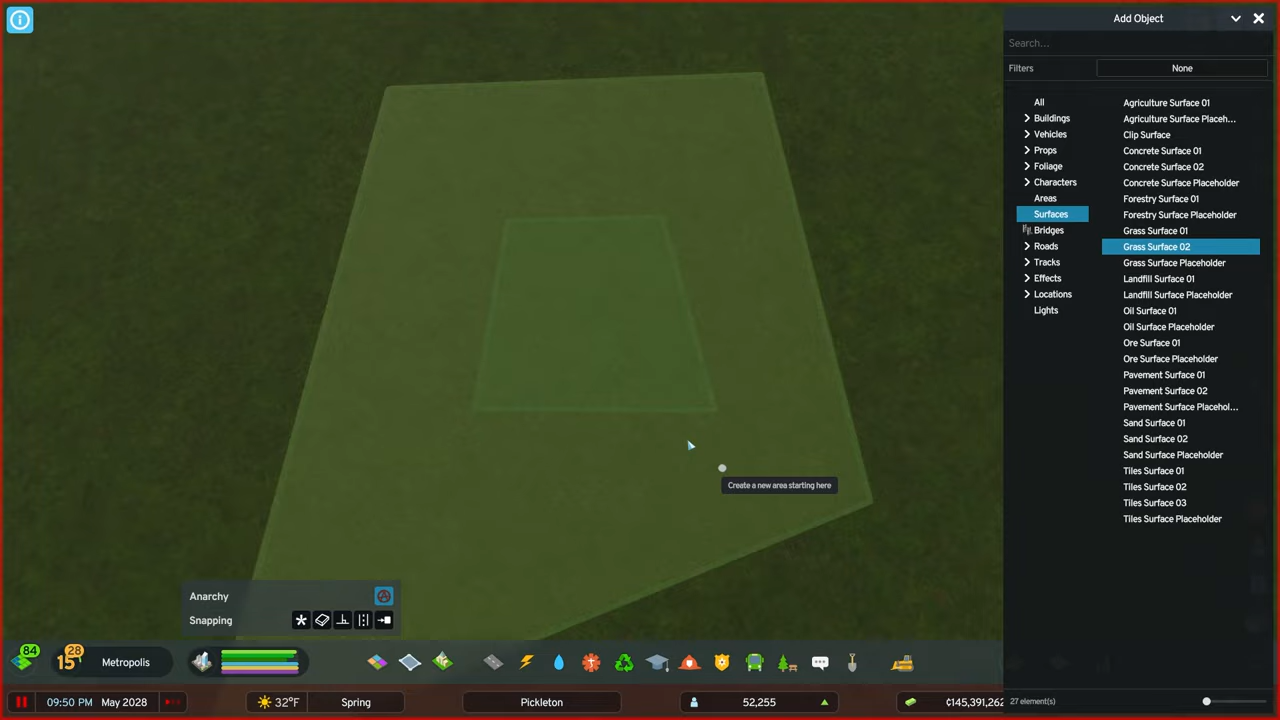 Add Object
Search...
Filters
None
All
Buildings
Vehicles
Props
Foliage
Characters
Areas
Surfaces
Bridges
Roads
Tracks
Effects
Locations
Lights
Agriculture Surface 01
Agriculture Surface Placeh...
Clip Surface
Concrete Surface 01
Concrete Surface 02
Concrete Surface Placeholder
Forestry Surface 01
Forestry Surface Placeholder
Grass Surface 01
Grass Surface 02
Grass Surface Placeholder
Landfill Surface 01
Landfill Surface Placeholder
Oil Surface 01
Oil Surface Placeholder
Ore Surface 01
Ore Surface Placeholder
Pavement Surface 01
Pavement Surface 02
Pavement Surface Placehol...
Sand Surface 01
Sand Surface 02
Sand Surface Placeholder
Tiles Surface 01
Tiles Surface 02
Tiles Surface 03
Tiles Surface Placeholder
Create a new area starting here
Anarchy
Snapping
84
15
28
Metropolis
09:50 PM May 2028
32°F
Spring
Pickleton
52,255
₵145,391,262
27 element(s)